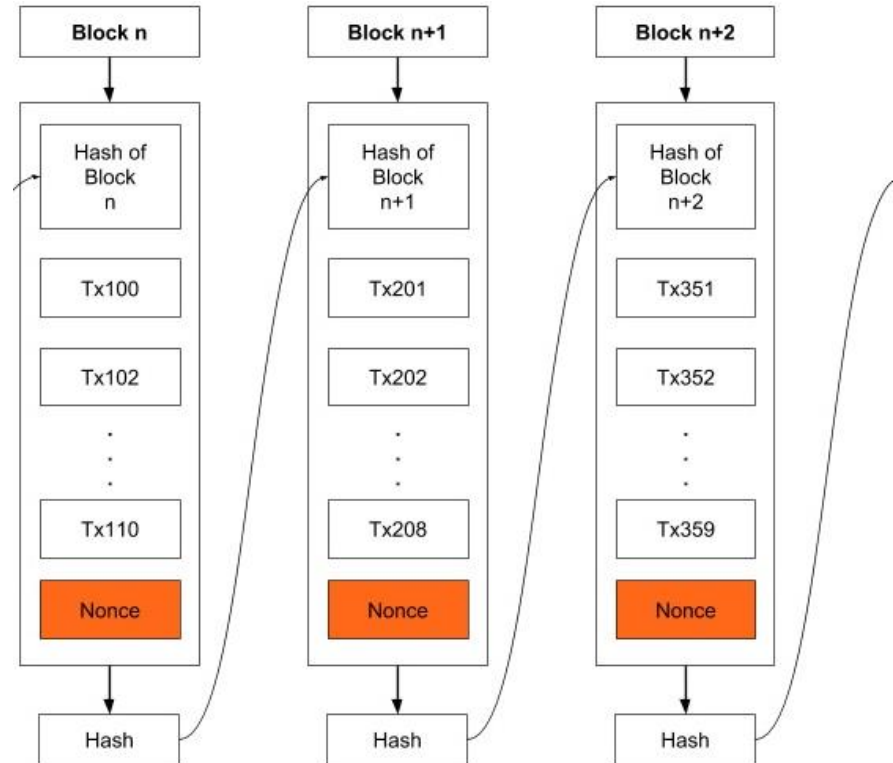 Block n
Hash of
Block
n
Tx100
Tx102
.
.
.
Tx110
Nonce
Hash
Block n+1
Hash of
Block
n+1
Tx201
Tx202
.
.
.
Tx208
Nonce
Hash
Block n+2
Hash of
Block
n+2
Tx351
Tx352
.
.
.
Tx359
Nonce
Hash